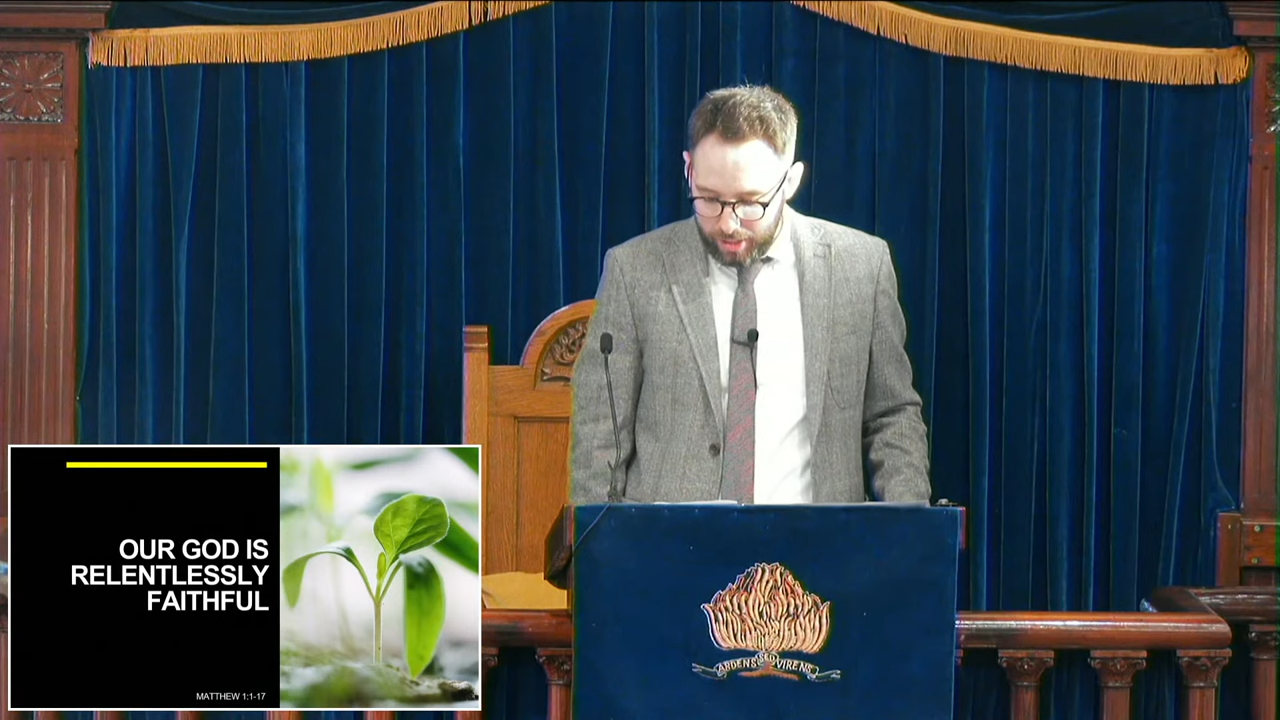 OUR GOD IS
RELENTLESSLY
FAITHFUL
MATTHEW 1:1-17
ARDENS SED VIRENS